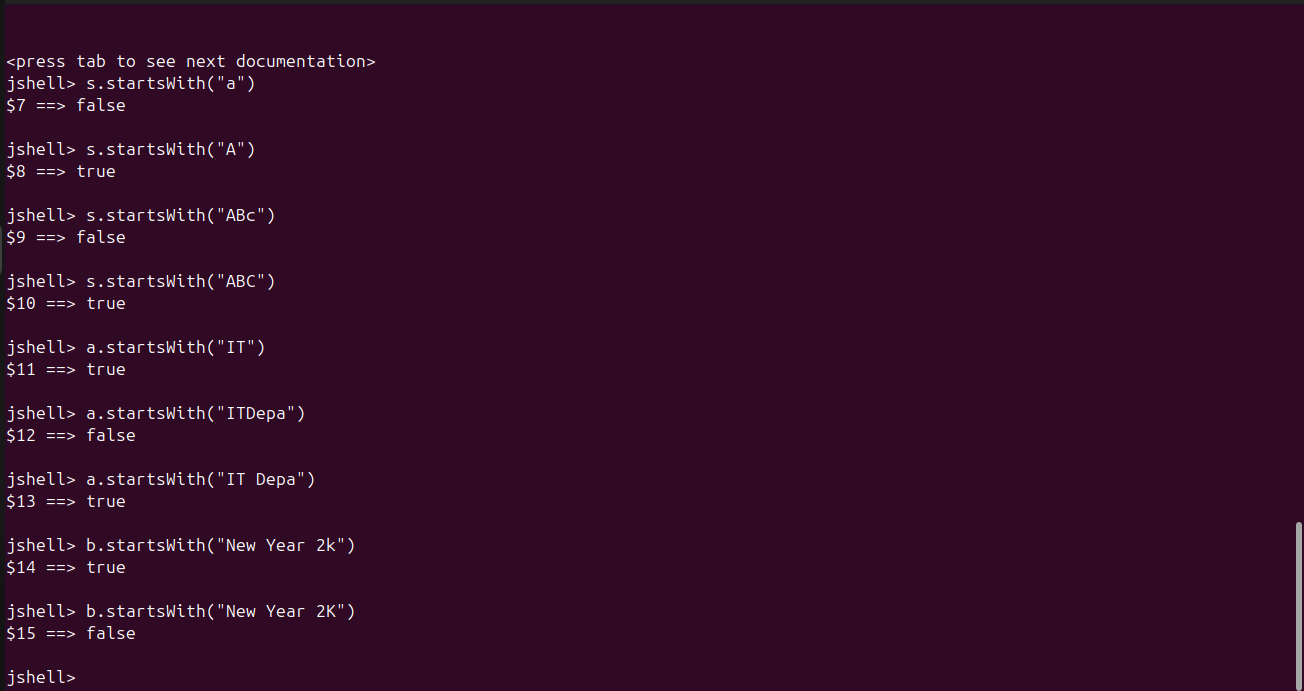 <press tab to see next documentation>
jshell> s.startsWith("a")
$7 ==> false
jshell> s.startsWith("A")
$8 ==> true
jshell> s.startsWith("ABc")
$9 ==> false
jshell> s.startsWith("ABC")
$10 ==> true
jshell> a.startsWith("IT")
$11 ==> true
jshell> a.startsWith("ITDepa")
$12 ==> false
jshell> a.startsWith("IT Depa")
$13 ==> true
jshell> b.startsWith("New Year 2k")
$14 ==> true
jshell> b.startsWith("New Year 2K")
$15 ==> false
jshell>